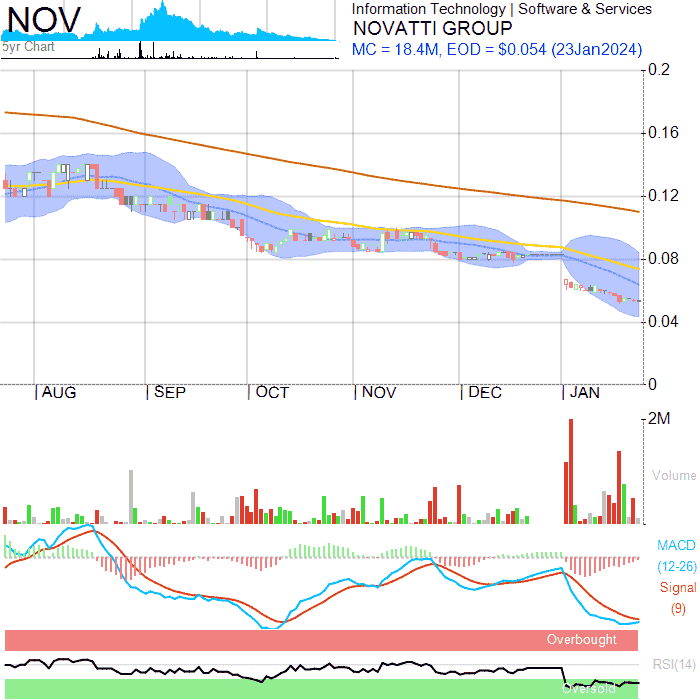 NOV
5yr Chart
Information Technology | Software & Services
NOVATTI GROUP
MC = 18.4M, EOD = $0.054 (23Jan2024)
0.2
0.16
0.12
0.08
0.04
0
AUG
SEP
OCT
NOV
DEC
JAN
2M
Volume
MACD
(12-26)
Signal
(9)
Overbought
RSI(14)
Oversold